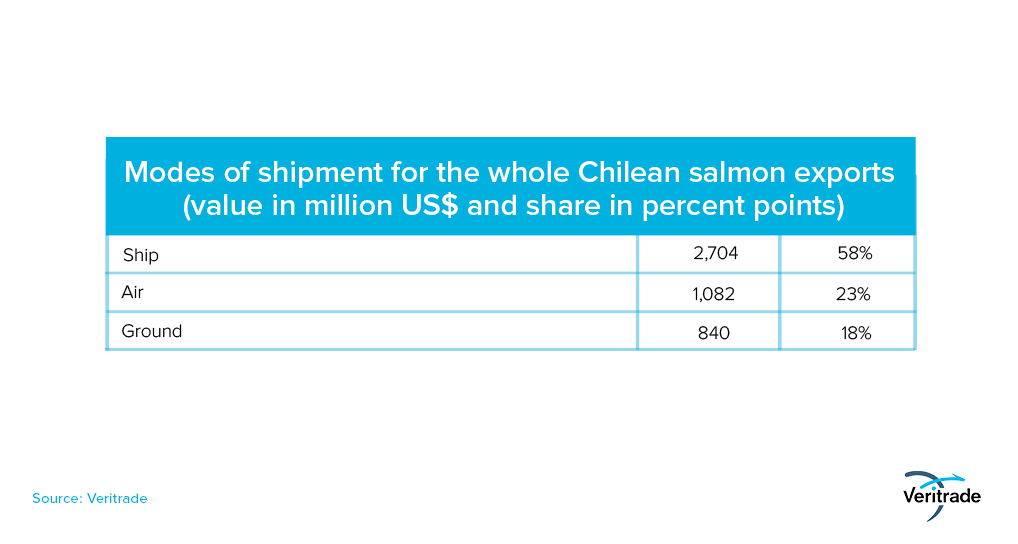 Modes of shipment for the whole Chilean salmon exports
(value in million US$ and share in percent points)
Ship 2,704 58%
Air 1,082 23%
Ground 840 18%
Source: Veritrade
Veritrade